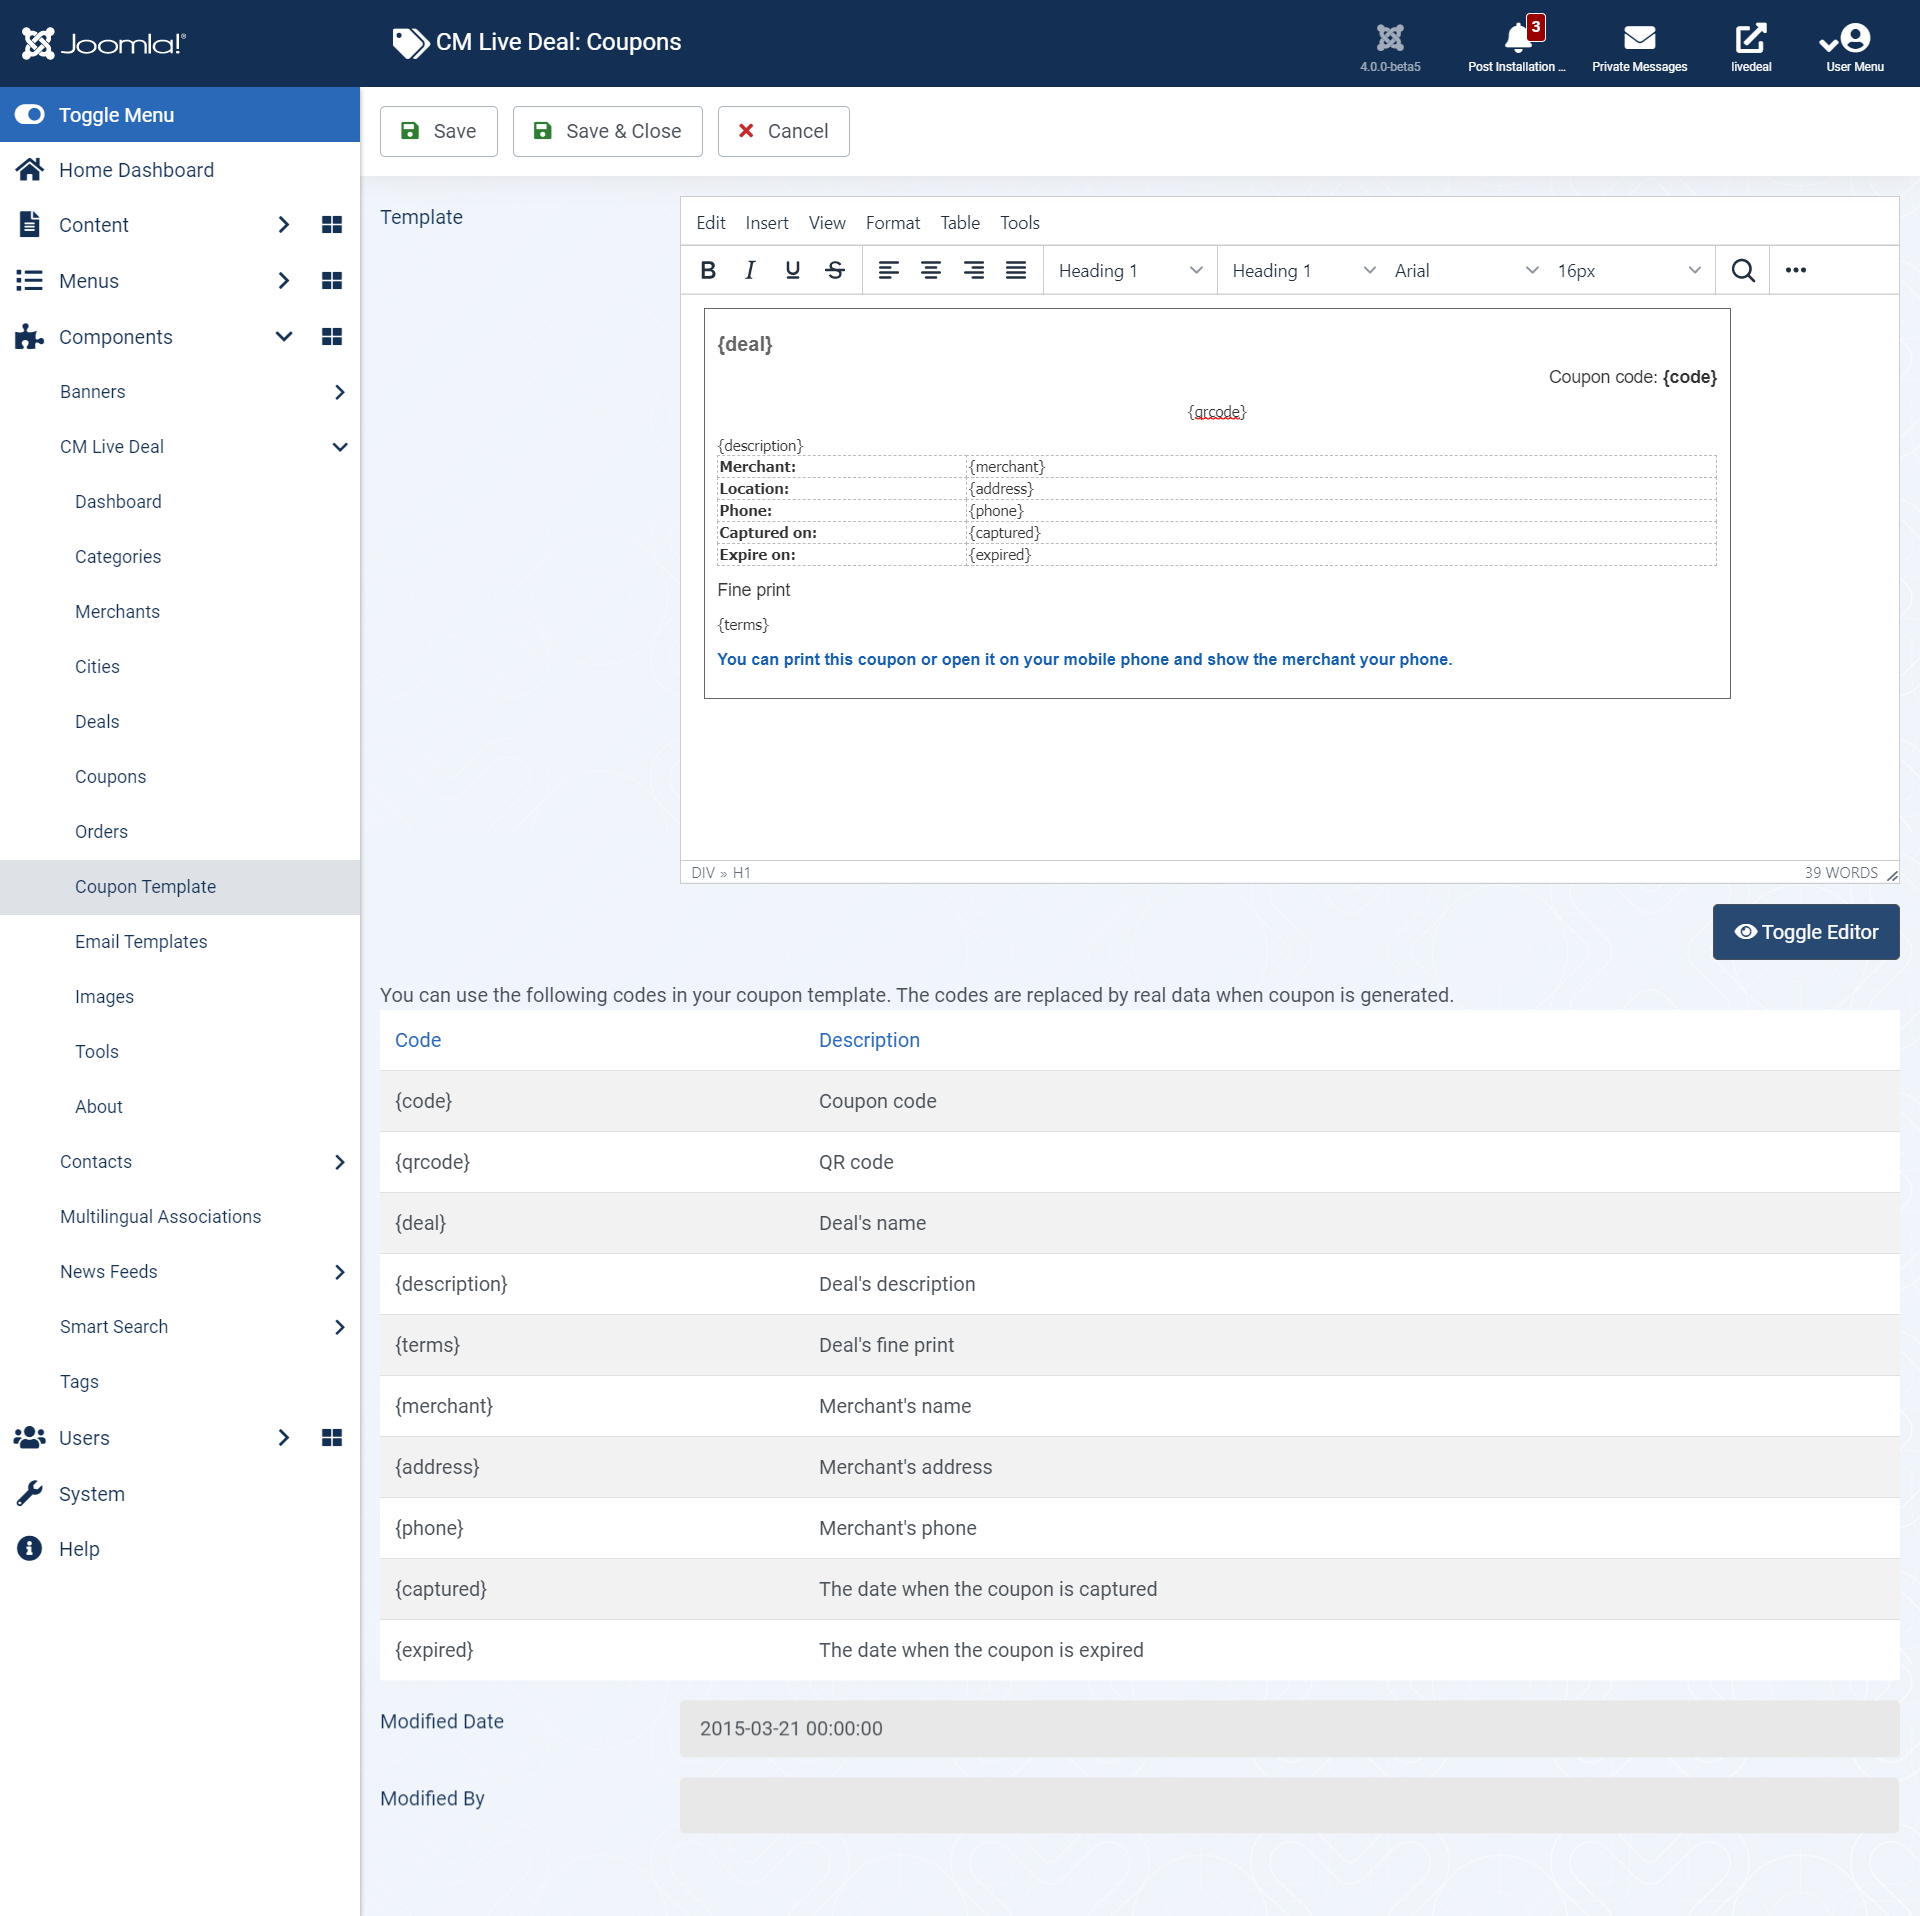 Joomla!®
CM Live Deal: Coupons
4.0.0-beta5
3
Post Installation ...
Private Messages
livedeal
User Menu
Toggle Menu
Home Dashboard
Content
Menus
Components
Banners
CM Live Deal
Dashboard
Categories
Merchants
Cities
Deals
Coupons
Orders
Coupon Template
Email Templates
Images
Tools
About
Contacts
Multilingual Associations
News Feeds
Smart Search
Tags
Users
System
Help
Save
Save & Close
Cancel
Template
Edit Insert View Format Table Tools
B I U S Heading 1 Heading 1 Arial 16px
{deal}
Coupon code: {code}
{qrcode}
{description}
Merchant: {merchant}
Location: {address}
Phone: {phone}
Captured on: {captured}
Expire on: {expired}
Fine print
{terms}
You can print this coupon or open it on your mobile phone and show the merchant your phone.
DIV » H1
39 WORDS
Toggle Editor
You can use the following codes in your coupon template. The codes are replaced by real data when coupon is generated.
Code Description
{code} Coupon code
{qrcode} QR code
{deal} Deal's name
{description} Deal's description
{terms} Deal's fine print
{merchant} Merchant's name
{address} Merchant's address
{phone} Merchant's phone
{captured} The date when the coupon is captured
{expired} The date when the coupon is expired
Modified Date 2015-03-21 00:00:00
Modified By